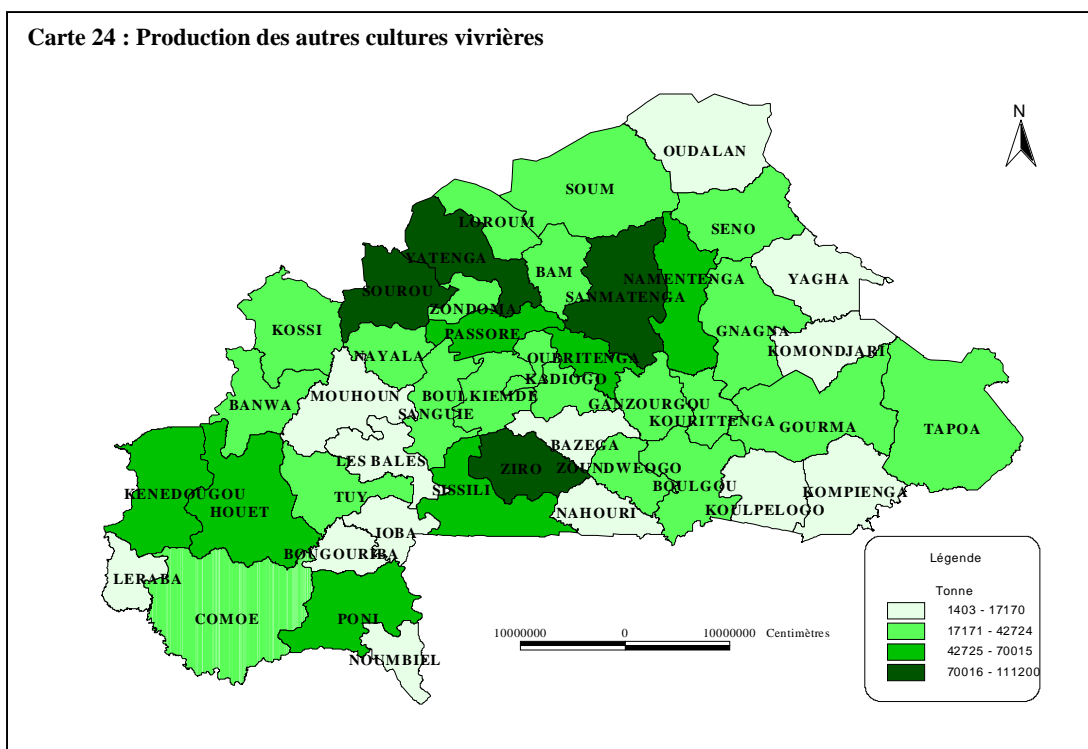 Carte 24 : Production des autres cultures vivrières
N
OUDALAN
SOUM
LOROUM
SENO
YATENGA
BAM
NAMENTENGA
YAGHA
SOUROU
SANMATENGA
ZONDOMA
KOSSI
GNAGNA
PASSORE
KOMONDJARI
NAYALA
OUBRITENGA
KADIOGO
MOUHOUN
BOULKIEMDE
BANWA
SANGUIE
GANZOURGOU
KOURITTENGA
GOURMA
TAPOA
BAZEGA
LES BALES
ZIRO
ZOUNDWEOGO
KENEDOUGOU
SISSILI
BOULGOU
KOMPIENGA
TUY
HOUET
NAHOURI
KOULPELOGO
IOBA
BOUGOURIBA
LERABA
COMOE
PONI
NOUMBIEL
10000000 0 10000000 Centimètres
Légende
Tonne
1403 - 17170
17171 - 42724
42725 - 70015
70016 - 111200